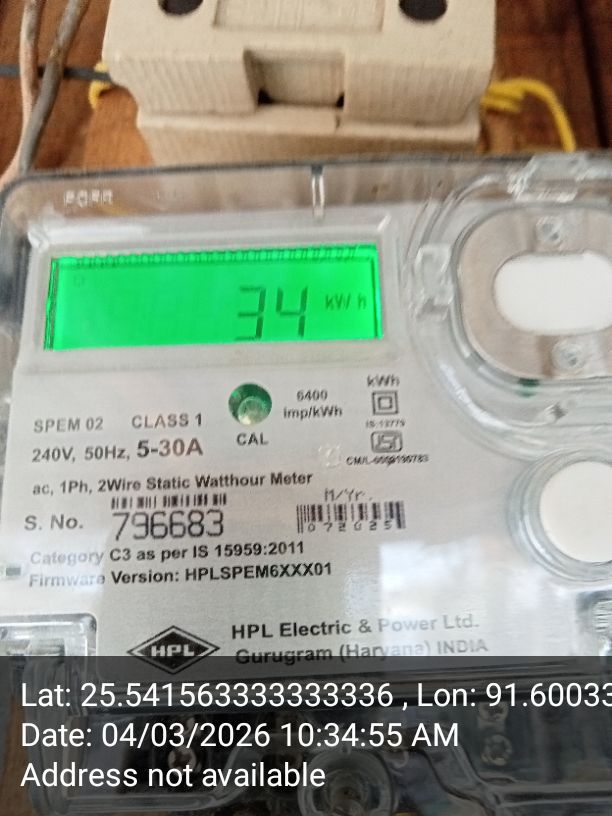 34 kWh
SPEM 02 CLASS 1
6400 imp/kWh
kWh
240V, 50Hz, 5-30A
CAL
IS 13779
CM/L-
ac, 1Ph, 2Wire Static Watthour Meter
M/Yr.
S. No. 796683
072025
Category C3 as per IS 15959:2011
Firmware Version: HPLSPEM6XXX01
HPL
HPL Electric & Power Ltd.
Gurugram (Haryana) INDIA
Lat: 25.541563333333336 , Lon: 91.60033
Date: 04/03/2026 10:34:55 AM
Address not available